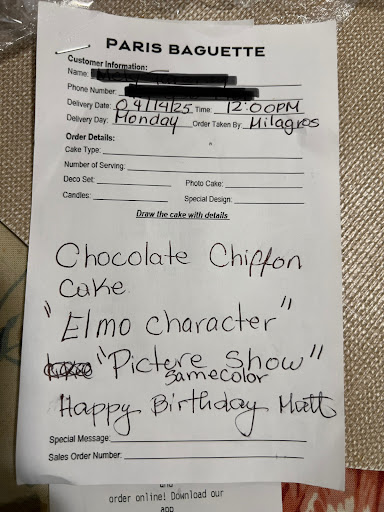 PARIS BAGUETTE
Customer Information:
Name:
Phone Number:
Delivery Date: 04/14/25 Time: 12:00PM
Delivery Day: Monday Order Taken By: Milagros
Order Details:
Cake Type:
Number of Serving:
Deco Set: Photo Cake:
Candles: Special Design:
Draw the cake with details
Chocolate Chiffon
Cake
"Elmo Character"
"Picture Show"
samecolor
Happy Birthday Matt
Special Message:
Sales Order Number:
and
order online! Download our
app